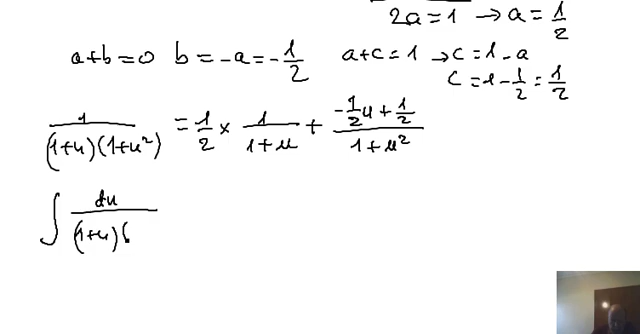 2a = 1 → a = 1/2
a+b = 0 b = -a = -1/2 a+c = 1 → c = 1 - a
c = 1 - 1/2 = 1/2
1/((1+u)(1+u²)) = 1/2 × 1/(1+u) + (-1/2 u + 1/2)/(1+u²)
∫ du/((1+u)(